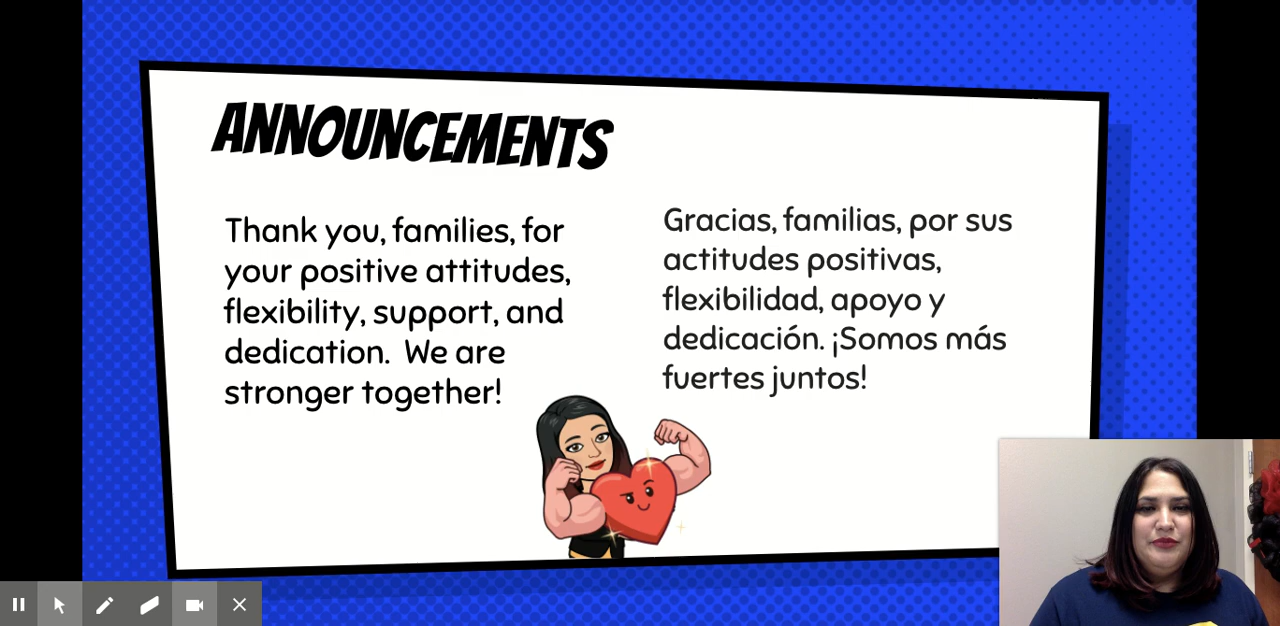 ANNOUNCEMENTS
Thank you, families, for
your positive attitudes,
flexibility, support, and
dedication. We are
stronger together!
Gracias, familias, por sus
actitudes positivas,
flexibilidad, apoyo y
dedicación. ¡Somos más
fuertes juntos!